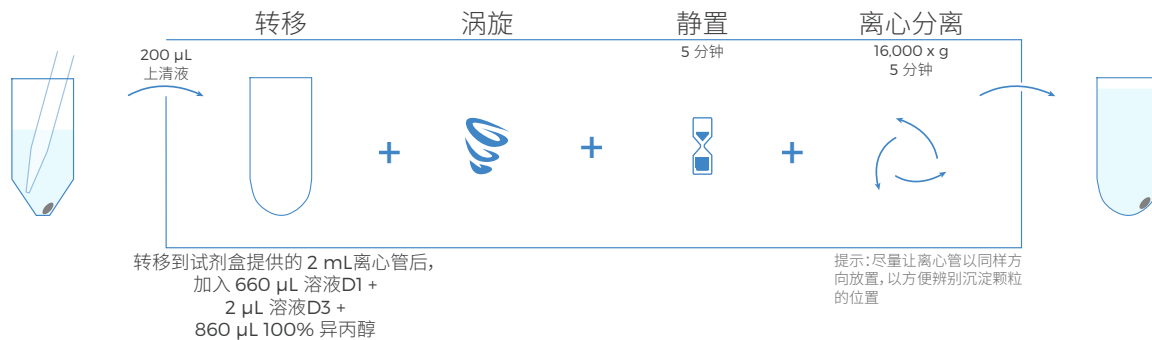 转移
涡旋
静置
离心分离
200 µL
上清液
5 分钟
16,000 x g
5 分钟
转移到试剂盒提供的 2 mL离心管后，
加入 660 µL 溶液D1 +
2 µL 溶液D3 +
860 µL 100% 异丙醇
提示：尽量让离心管以同样方
向放置，以方便辨别沉淀颗粒
的位置